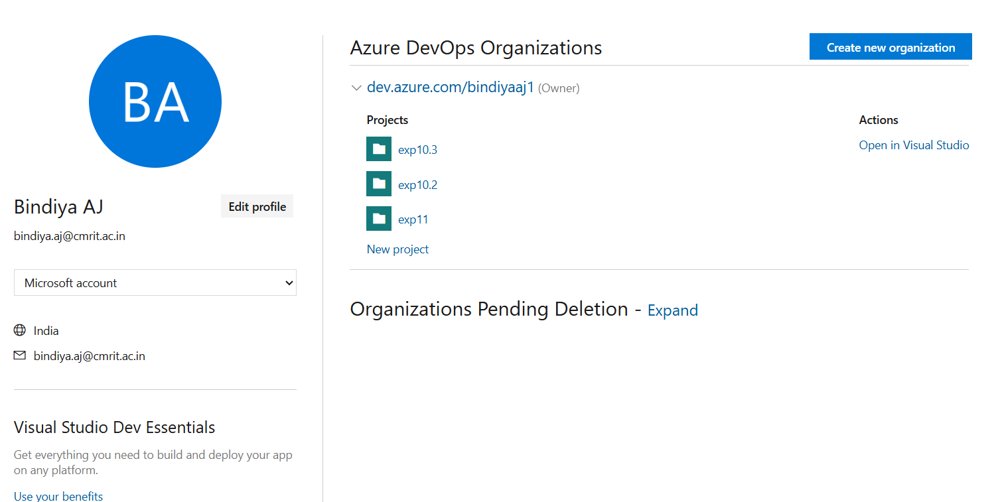 BA
Bindiya AJ
Edit profile
bindiya.aj@cmrit.ac.in
Microsoft account
India
bindiya.aj@cmrit.ac.in
Visual Studio Dev Essentials
Get everything you need to build and deploy your app
on any platform.
Use your benefits
Azure DevOps Organizations
Create new organization
dev.azure.com/bindiyaaj1 (Owner)
Projects
Actions
exp10.3
Open in Visual Studio
exp10.2
exp11
New project
Organizations Pending Deletion - Expand